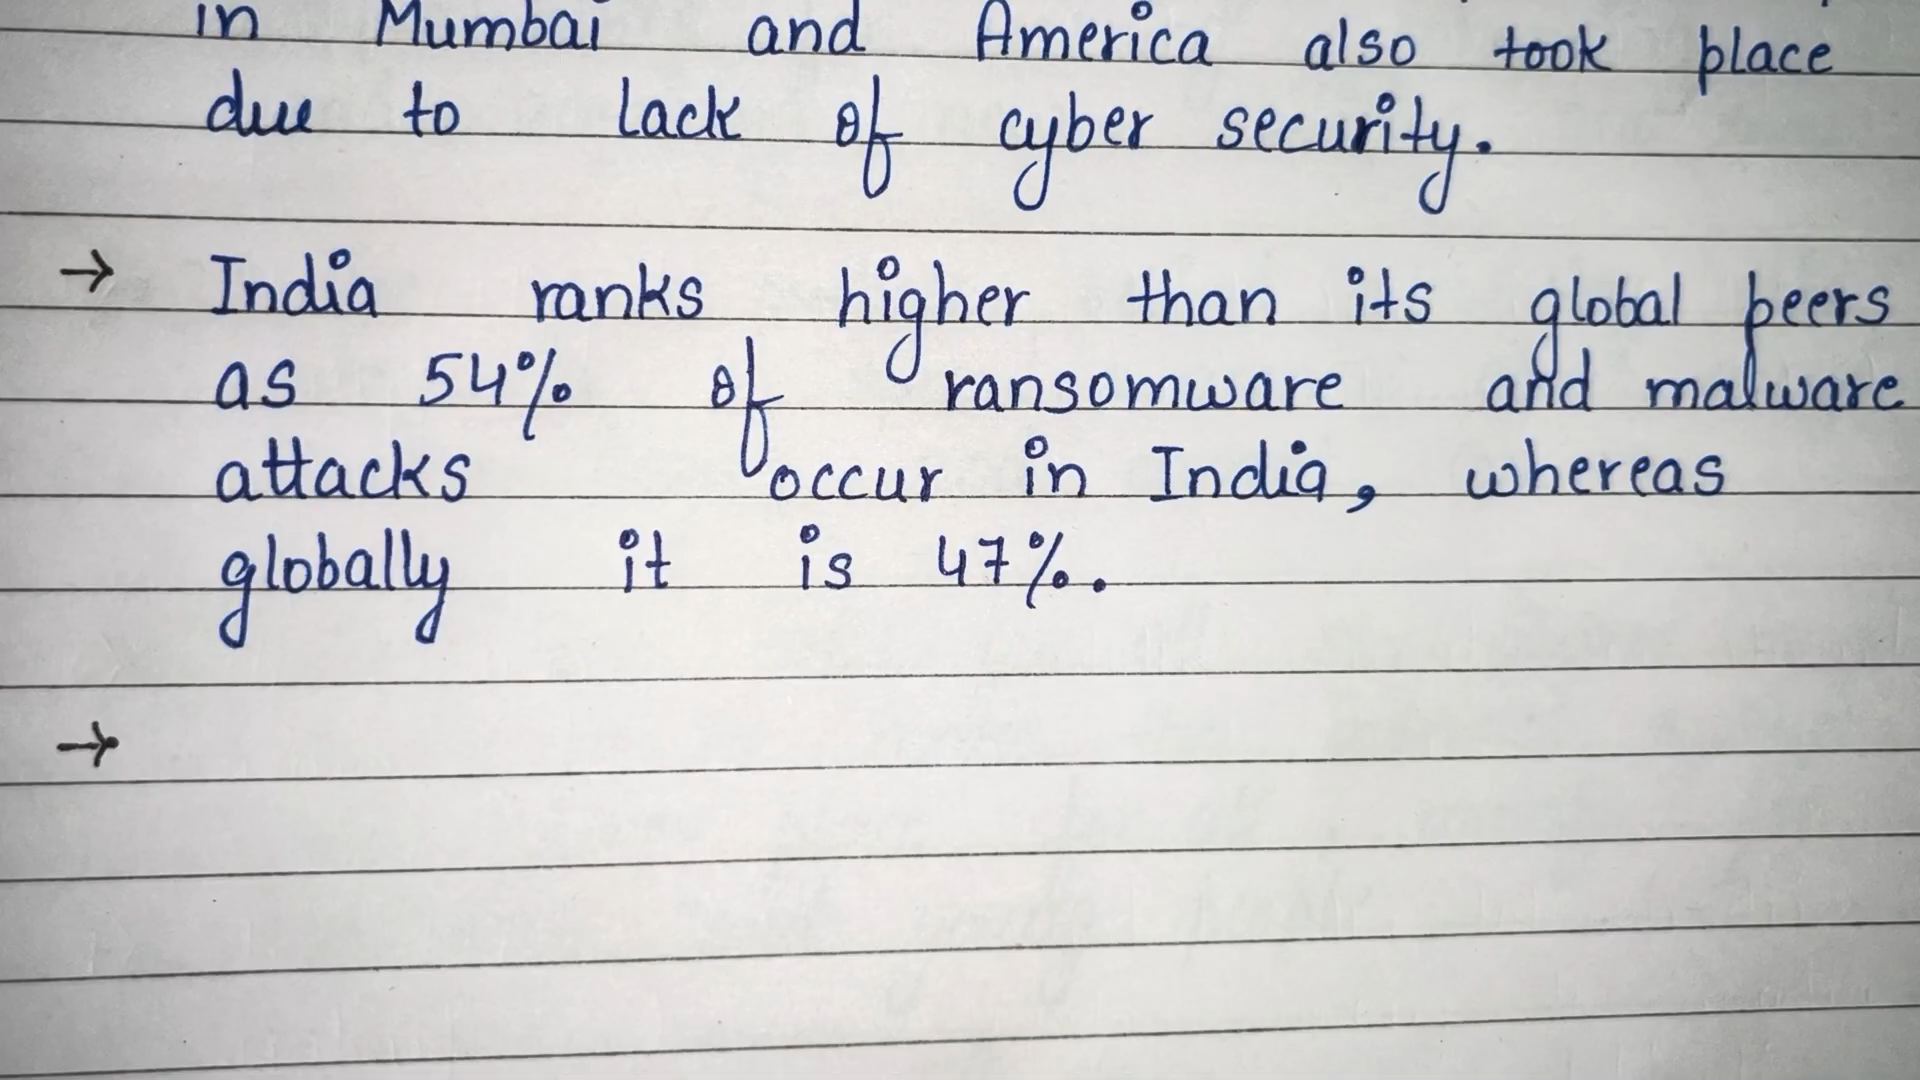 in Mumbai and America also took place
due to lack of cyber security.
→ India ranks higher than its global peers
as 54% of ransomware and malware
attacks occur in India, whereas
globally it is 47%.
→